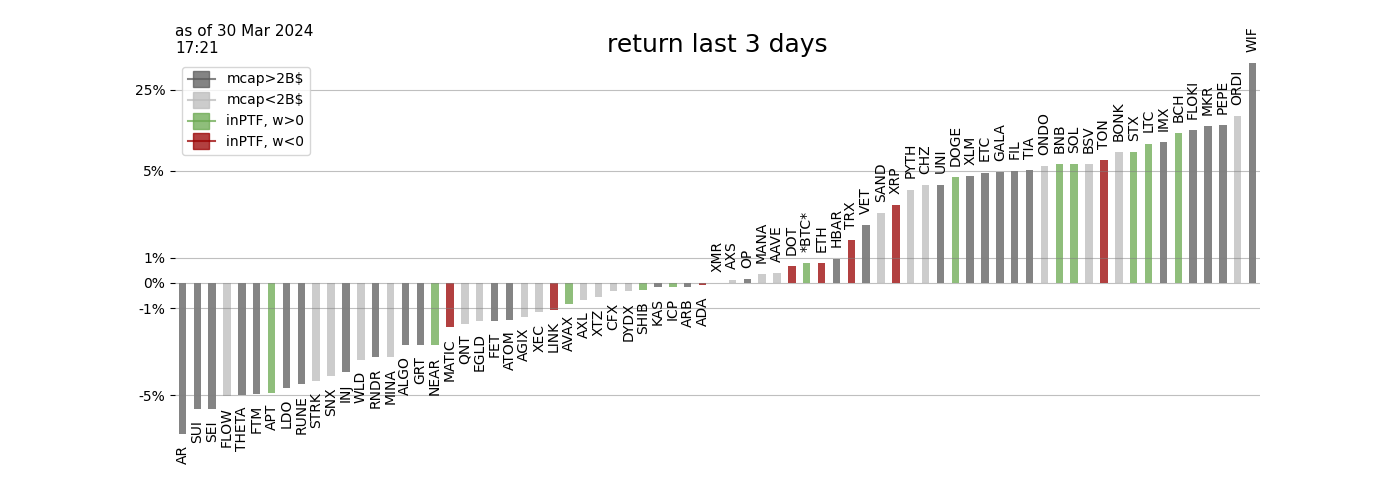 as of 30 Mar 2024
17:21
return last 3 days
mcap>2B$
mcap<2B$
inPTF, w>0
inPTF, w<0
25%
5%
1%
0%
-1%
-5%
AR
SUI
SEI
FLOW
THETA
FTM
APT
LDO
RUNE
STRK
SNX
INJ
WLD
RNDR
MINA
ALGO
GRT
NEAR
MATIC
QNT
EGLD
FET
ATOM
AGIX
XEC
LINK
AVAX
AXL
XTZ
CFX
DYDX
SHIB
KAS
ICP
ARB
ADA
XMR
AXS
OP
MANA
AAVE
DOT
*BTC*
ETH
HBAR
TRX
VET
SAND
XRP
PYTH
CHZ
UNI
DOGE
XLM
ETC
GALA
FIL
TIA
ONDO
BNB
SOL
BSV
TON
BONK
STX
LTC
IMX
BCH
FLOKI
MKR
PEPE
ORDI
WIF